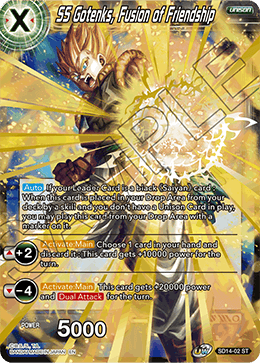 X
SS Gotenks, Fusion of Friendship
UNISON
Auto If your Leader Card is a black ‹Saiyan› card :
When this card is placed in your Drop Area from your
deck by a skill and you don't have a Unison Card in play,
you may play this card from your Drop Area with a
marker on it.
+2 Activate:Main Choose 1 card in your hand and
discard it : This card gets +10000 power for the
turn.
-4 Activate:Main This card gets +20000 power
and Dual Attack for the turn.
POWER 5000
SD14-02 ST